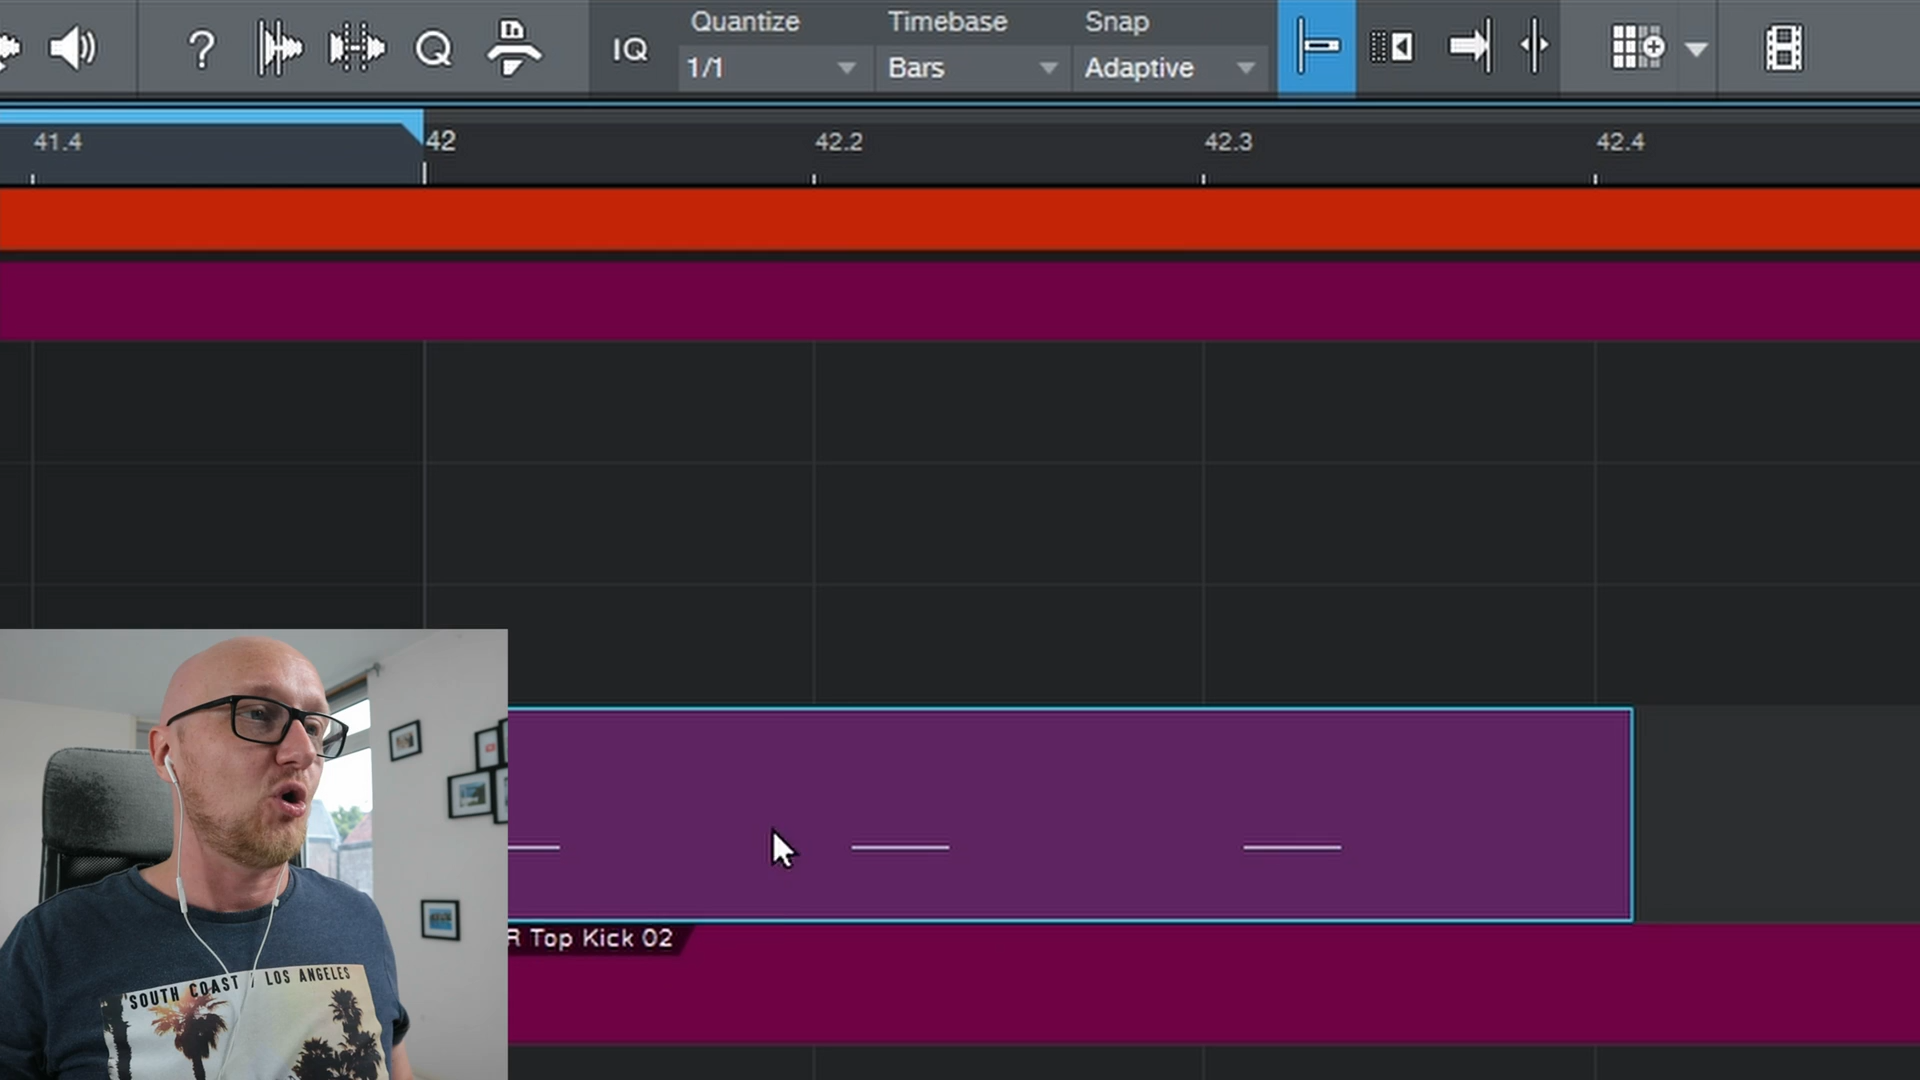 Quantize
Timebase
Snap
IQ
1/1
Bars
Adaptive
?
Q
41.4
42
42.2
42.3
42.4
R Top Kick 02
SOUTH COAST / LOS ANGELES